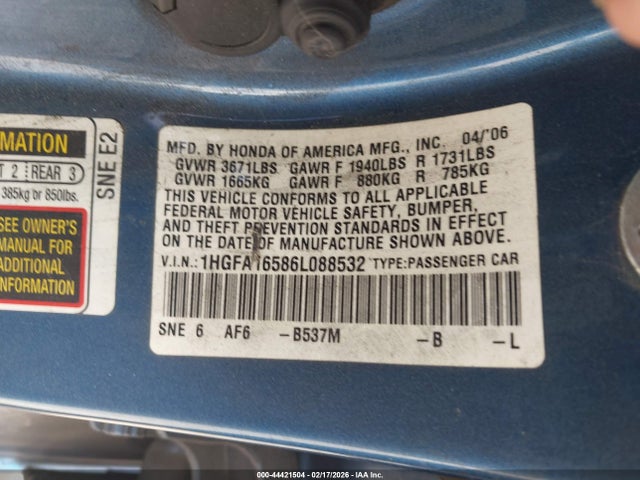 MATION
T 2 | REAR 3
385kg or 850lbs.
SEE OWNER'S
MANUAL FOR
ADDITIONAL
INFORMATION
SNE E2
MFD. BY HONDA OF AMERICA MFG., INC. 04/'06
GVWR 3671LBS GAWR F 1940LBS R 1731LBS
GVWR 1665KG GAWR F 880KG R 785KG
THIS VEHICLE CONFORMS TO ALL APPLICABLE
FEDERAL MOTOR VEHICLE SAFETY, BUMPER,
AND THEFT PREVENTION STANDARDS IN EFFECT
ON THE DATE OF MANUFACTURE SHOWN ABOVE.
V.I.N.: 1HGFA16586L088532 TYPE:PASSENGER CAR
SNE 6 AF6 -B537M -B -L
000-44421504 - 02/17/2026 - IAA Inc.